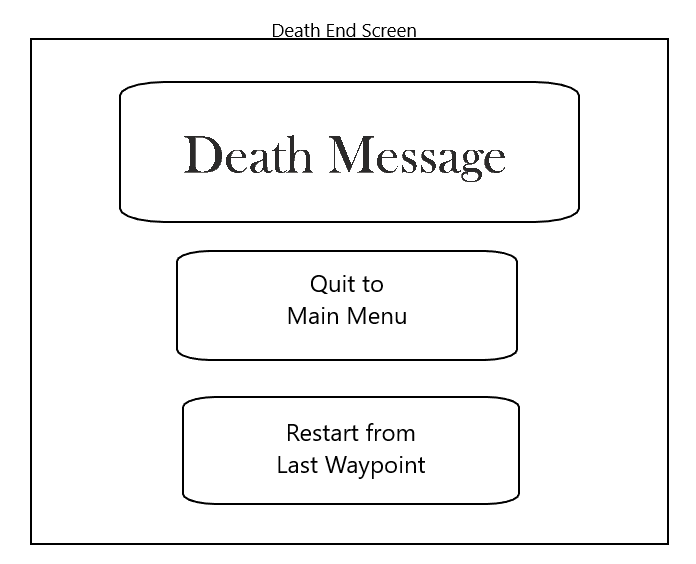 Death End Screen
Death Message
Quit to
Main Menu
Restart from
Last Waypoint